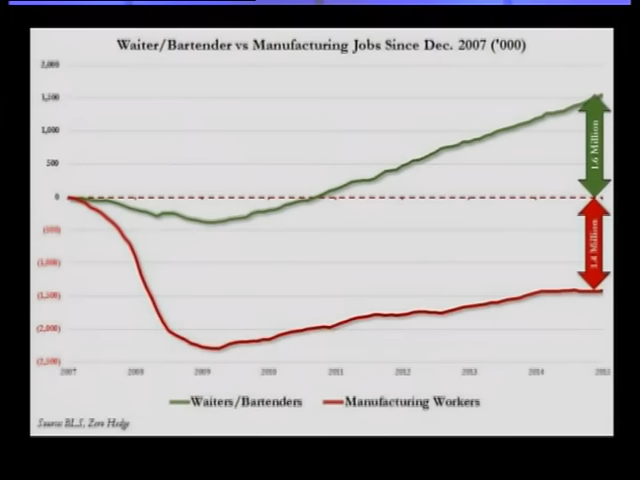 Waiter/Bartender vs Manufacturing Jobs Since Dec. 2007 ('000)
2,000
1,500
1,000
500
0
(500)
(1,000)
(1,500)
(2,000)
(2,500)
1.6 Million
1.4 Million
2007 2008 2009 2010 2011 2012 2013 2014 2015
Waiters/Bartenders Manufacturing Workers
Source: BLS, Zero Hedge